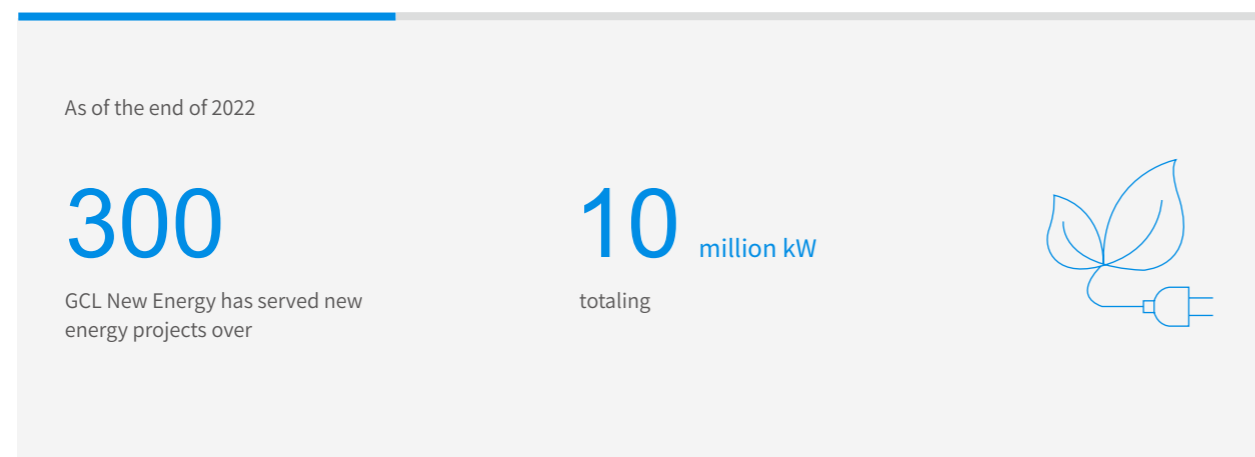 As of the end of 2022
300
GCL New Energy has served new
energy projects over
10 million kW
totaling